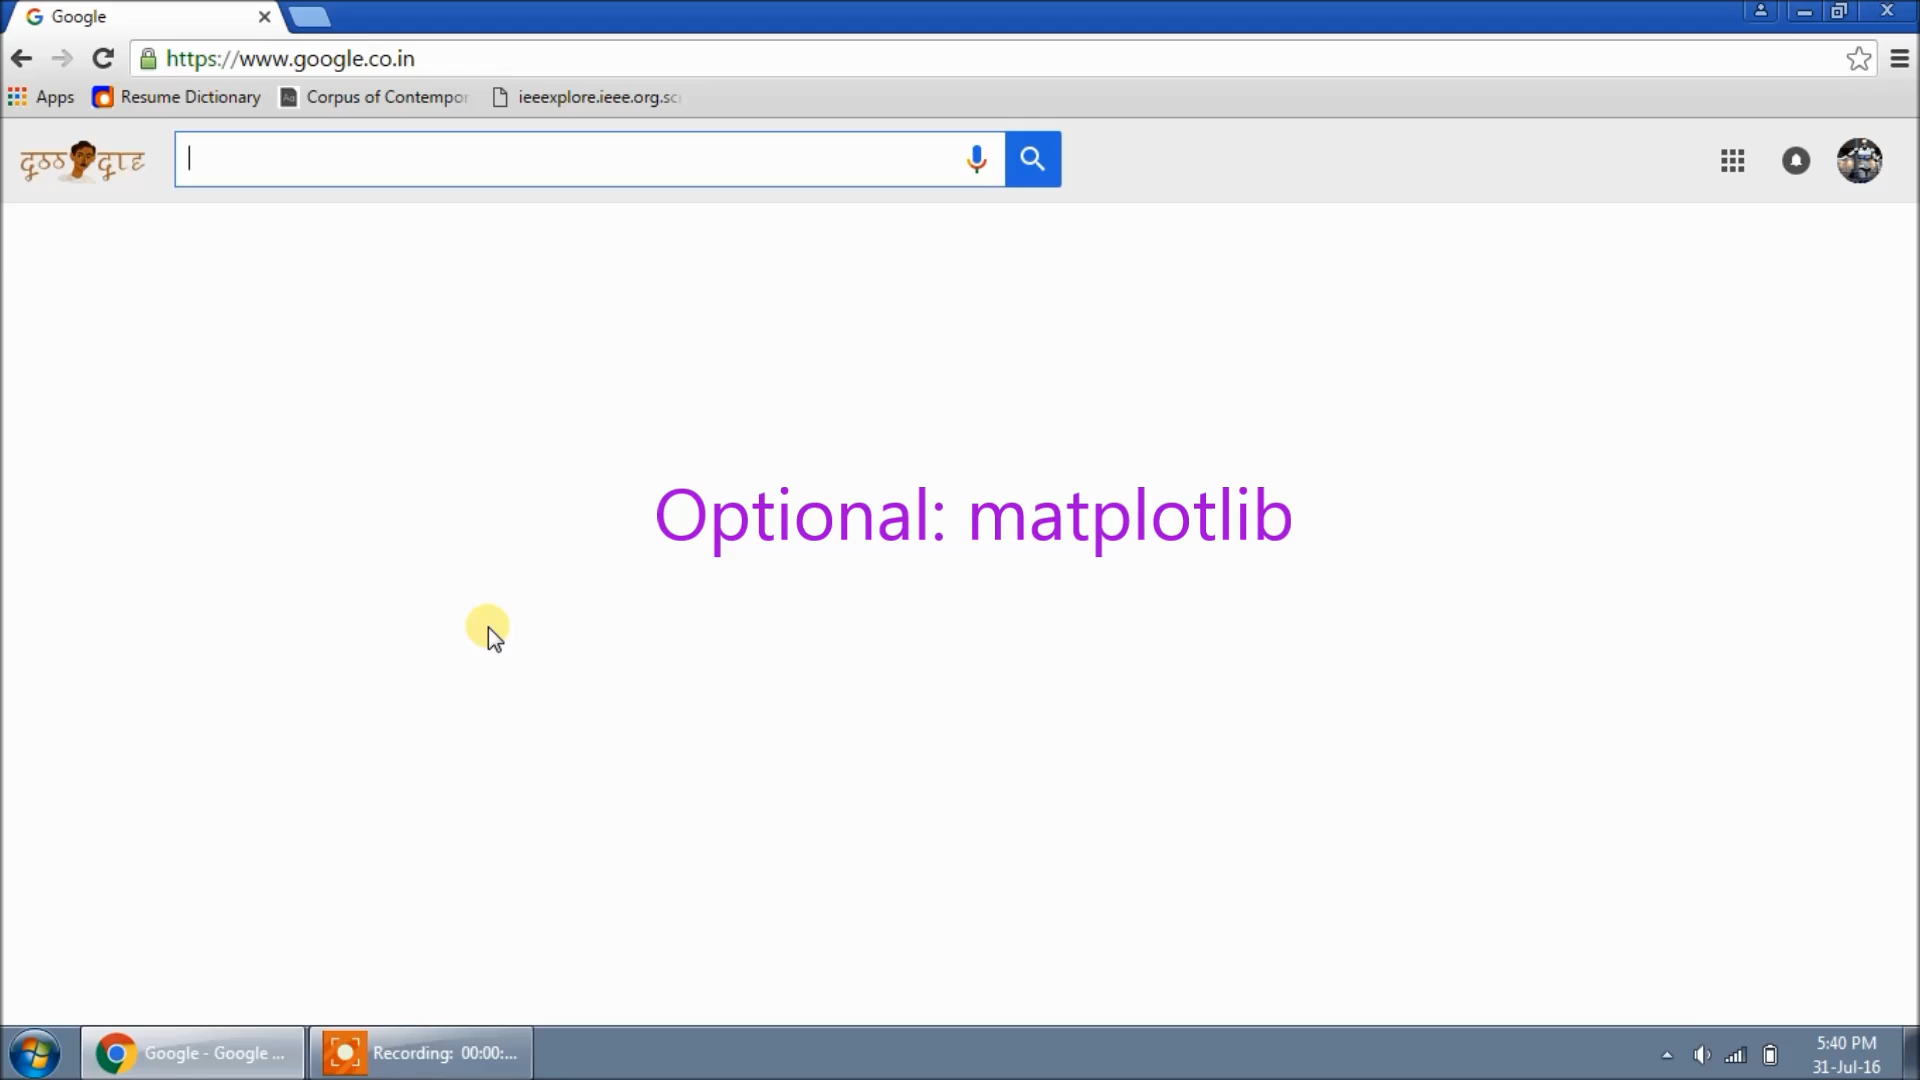 Google
https://www.google.co.in
Apps
Resume Dictionary
Corpus of Contempor
ieeexplore.ieee.org.sc
Optional: matplotlib
Google - Google ...
Recording: 00:00:...
5:40 PM
31-Jul-16